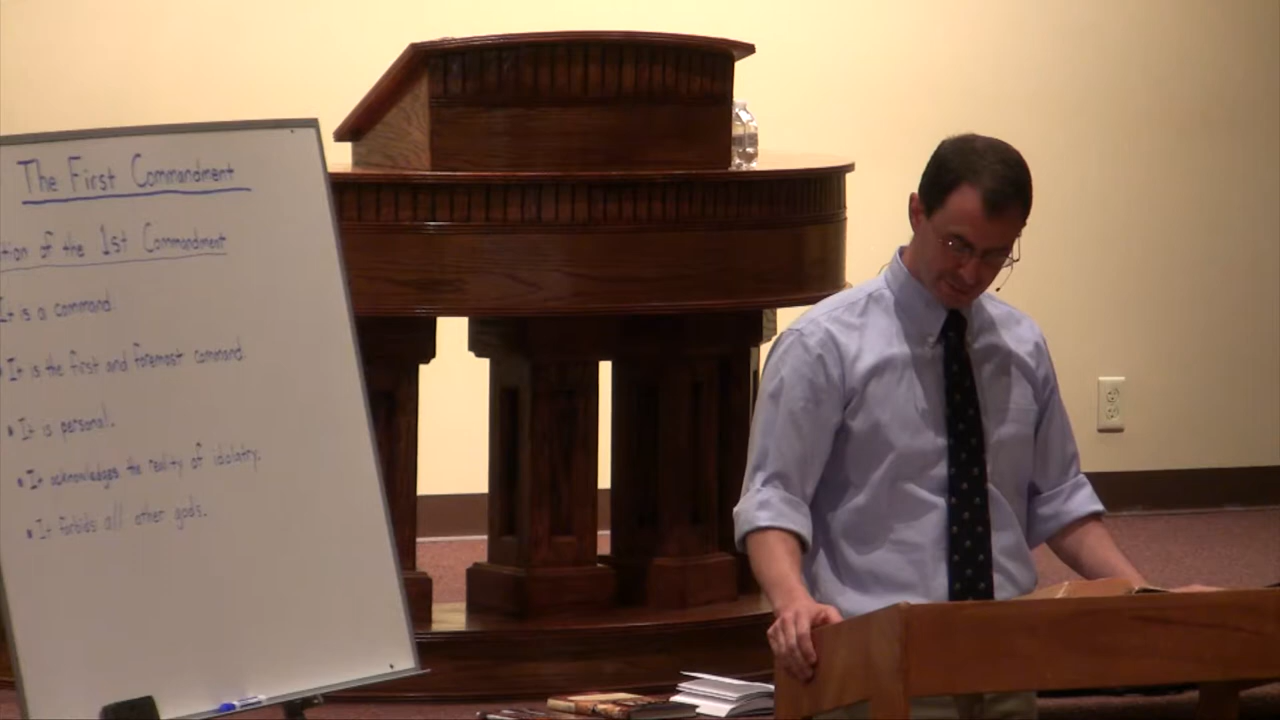 The First Commandment
tion of the 1st Commandment
It is a command.
• It is the first and foremost command.
• It is personal.
• It acknowledges the reality of idolatry.
• It forbids all other gods.